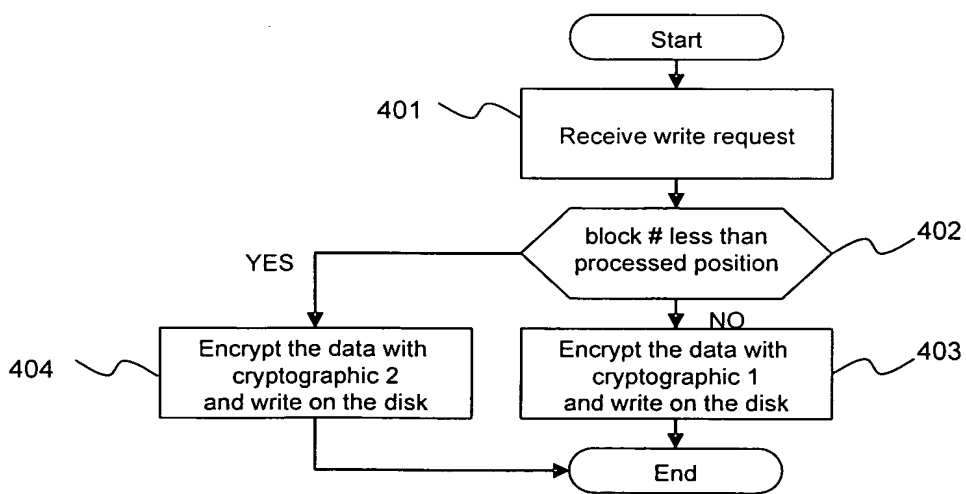 Start
401
Receive write request
block # less than
processed position
402
YES
NO
404
Encrypt the data with
cryptographic 2
and write on the disk
Encrypt the data with
cryptographic 1
and write on the disk
403
End